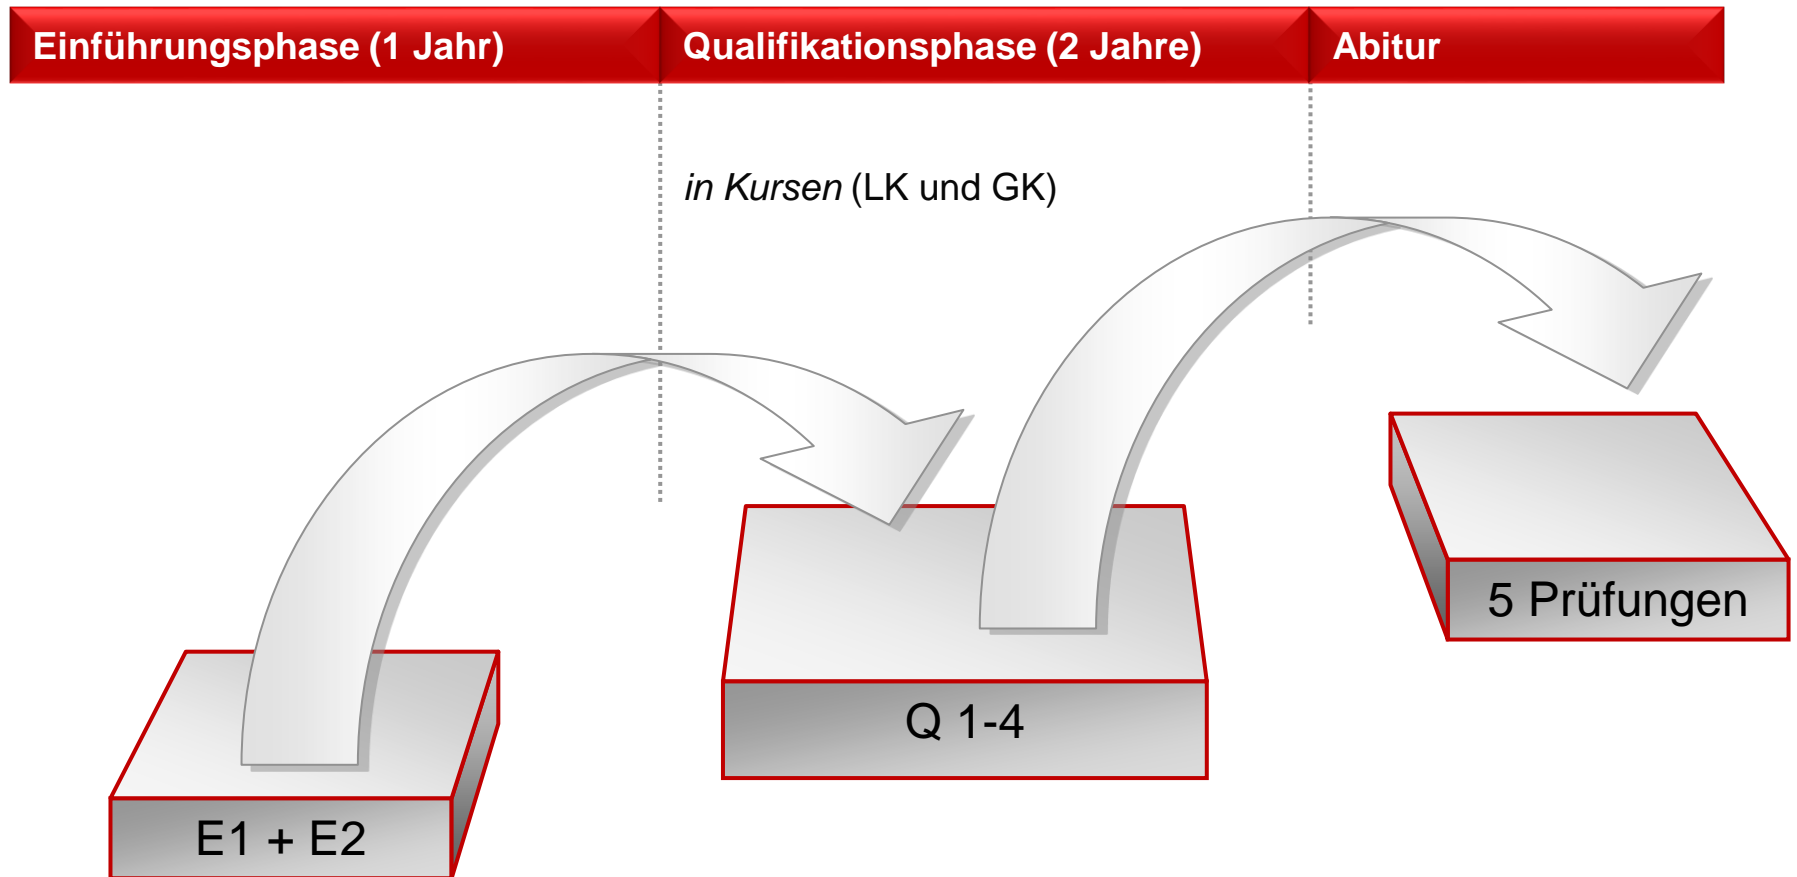 Einführungsphase (1 Jahr)
Qualifikationsphase (2 Jahre)
Abitur
in Kursen (LK und GK)
5 Prüfungen
Q 1-4
E1 + E2